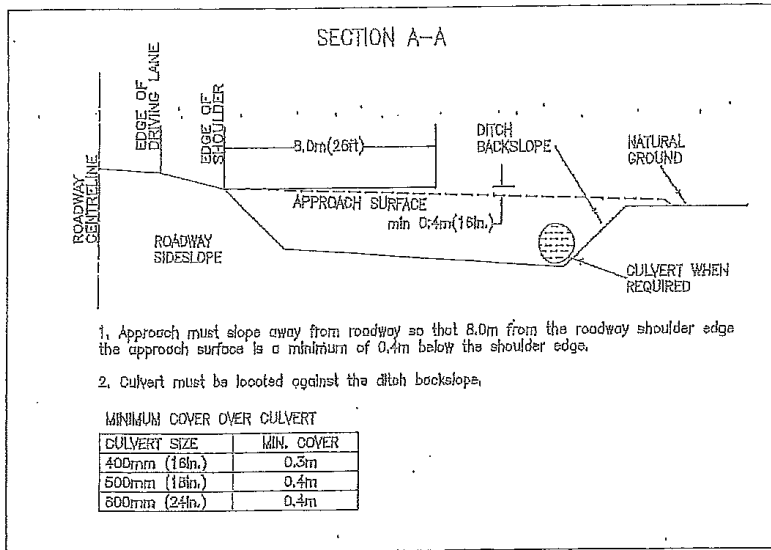 SECTION A-A
ROADWAY
CENTRELINE
EDGE OF
DRIVING LANE
EDGE OF
SHOULDER
8.0m(26ft)
DITCH
BACKSLOPE
NATURAL
GROUND
APPROACH SURFACE
min 0.4m(16in.)
ROADWAY
SIDESLOPE
CULVERT WHEN
REQUIRED
1. Approach must slope away from roadway so that 8.0m from the roadway shoulder edge
the approach surface is a minimum of 0.4m below the shoulder edge.
2. Culvert must be located against the ditch backslope.
MINIMUM COVER OVER CULVERT
CULVERT SIZE MIN. COVER
400mm (16in.) 0.3m
500mm (18in.) 0.4m
600mm (24in.) 0.4m